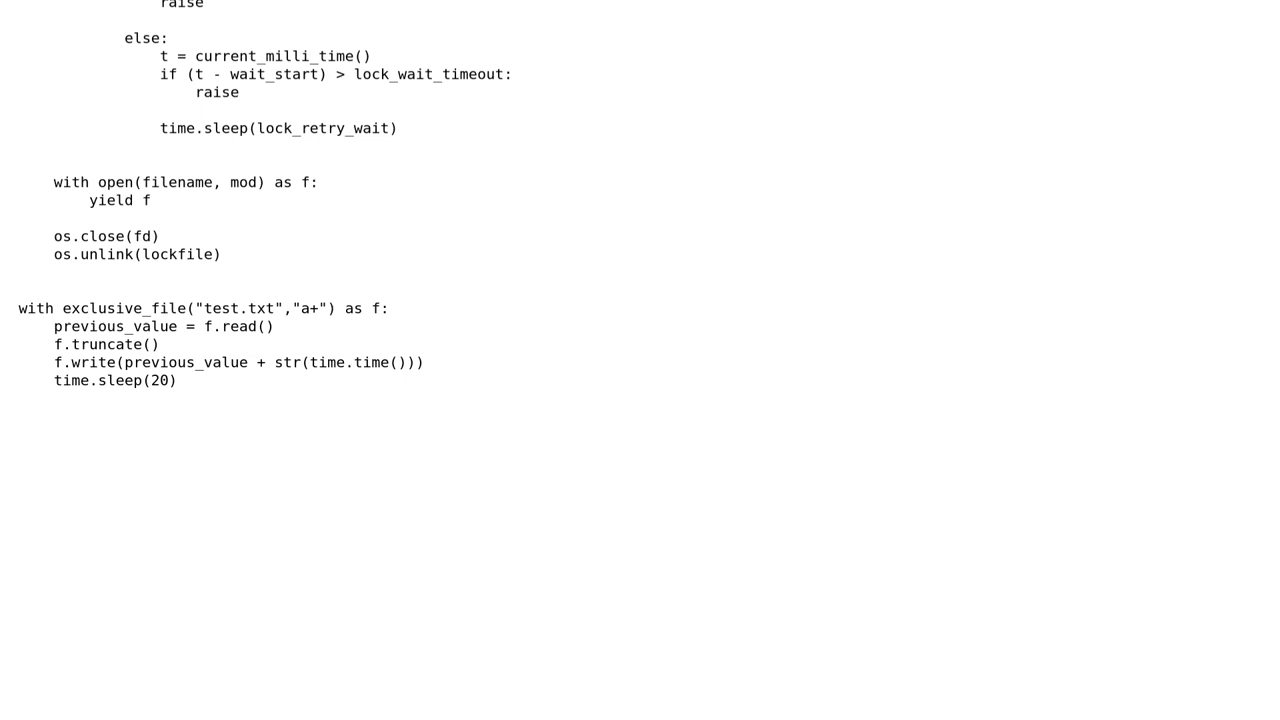 raise

            else:
                t = current_milli_time()
                if (t - wait_start) > lock_wait_timeout:
                    raise

                time.sleep(lock_retry_wait)


    with open(filename, mod) as f:
        yield f

    os.close(fd)
    os.unlink(lockfile)


with exclusive_file("test.txt","a+") as f:
    previous_value = f.read()
    f.truncate()
    f.write(previous_value + str(time.time()))
    time.sleep(20)